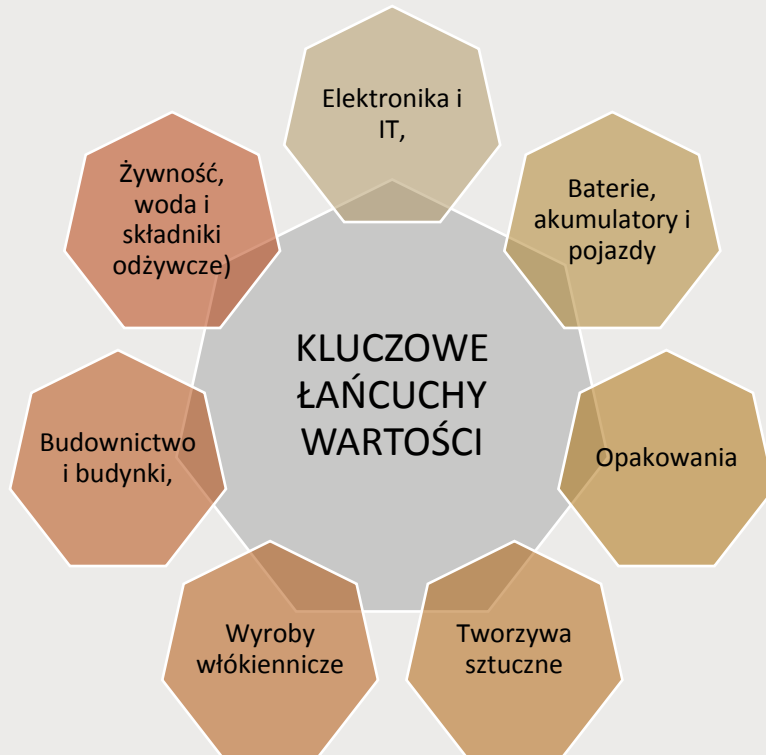 Elektronika i
IT,
Baterie,
akumulatory i
pojazdy
Opakowania
Tworzywa
sztuczne
Wyroby
włókiennicze
Budownictwo
i budynki,
Żywność,
woda i
składniki
odżywcze)
KLUCZOWE
ŁAŃCUCHY
WARTOŚCI